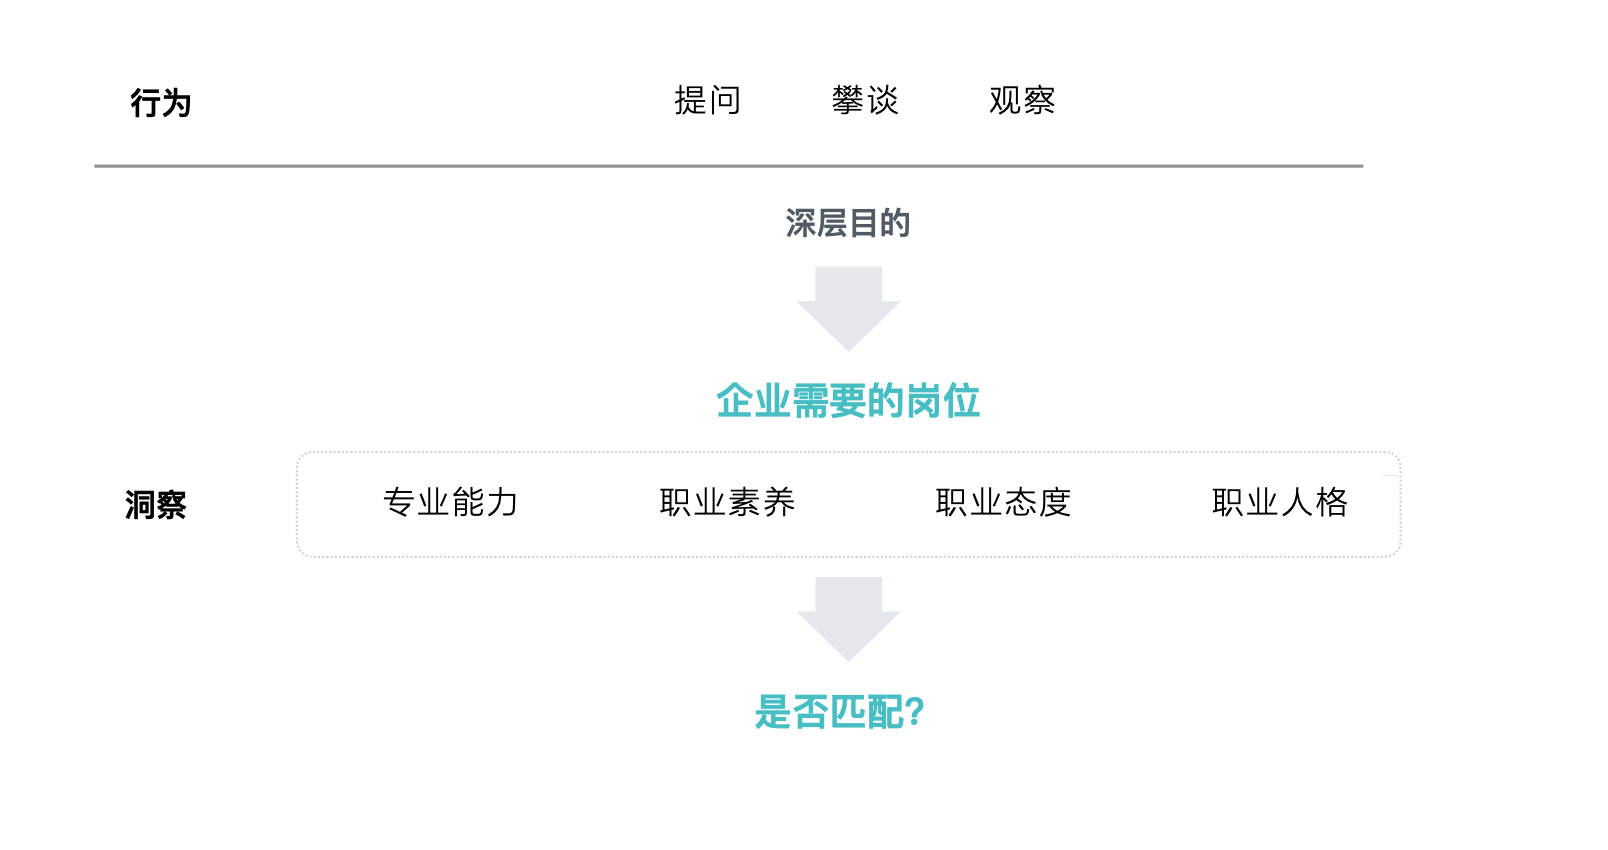 行为 提问 攀谈 观察
深层目的
企业需要的岗位
洞察 专业能力 职业素养 职业态度 职业人格
是否匹配?